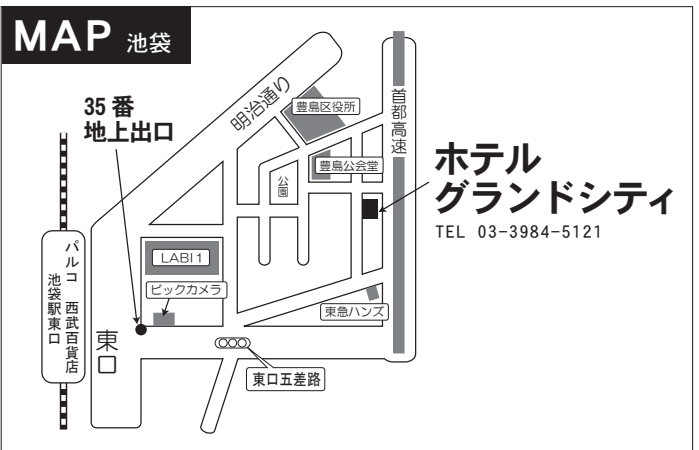 MAP 池袋
35番
地上出口
明治通り
豊島区役所
首都高速
豊島公会堂
公園
ホテル
グランドシティ
TEL 03-3984-5121
LABI1
ビックカメラ
パルコ 西武百貨店
池袋駅東口
東口
東急ハンズ
東口五差路